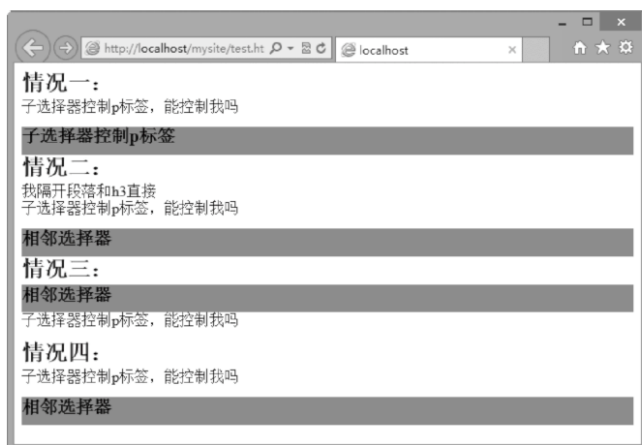 http://localhost/mysite/test.ht
localhost
情况一：
子选择器控制p标签，能控制我吗
子选择器控制p标签
情况二：
我隔开段落和h3直接
子选择器控制p标签，能控制我吗
相邻选择器
情况三：
相邻选择器
子选择器控制p标签，能控制我吗
情况四：
子选择器控制p标签，能控制我吗
相邻选择器